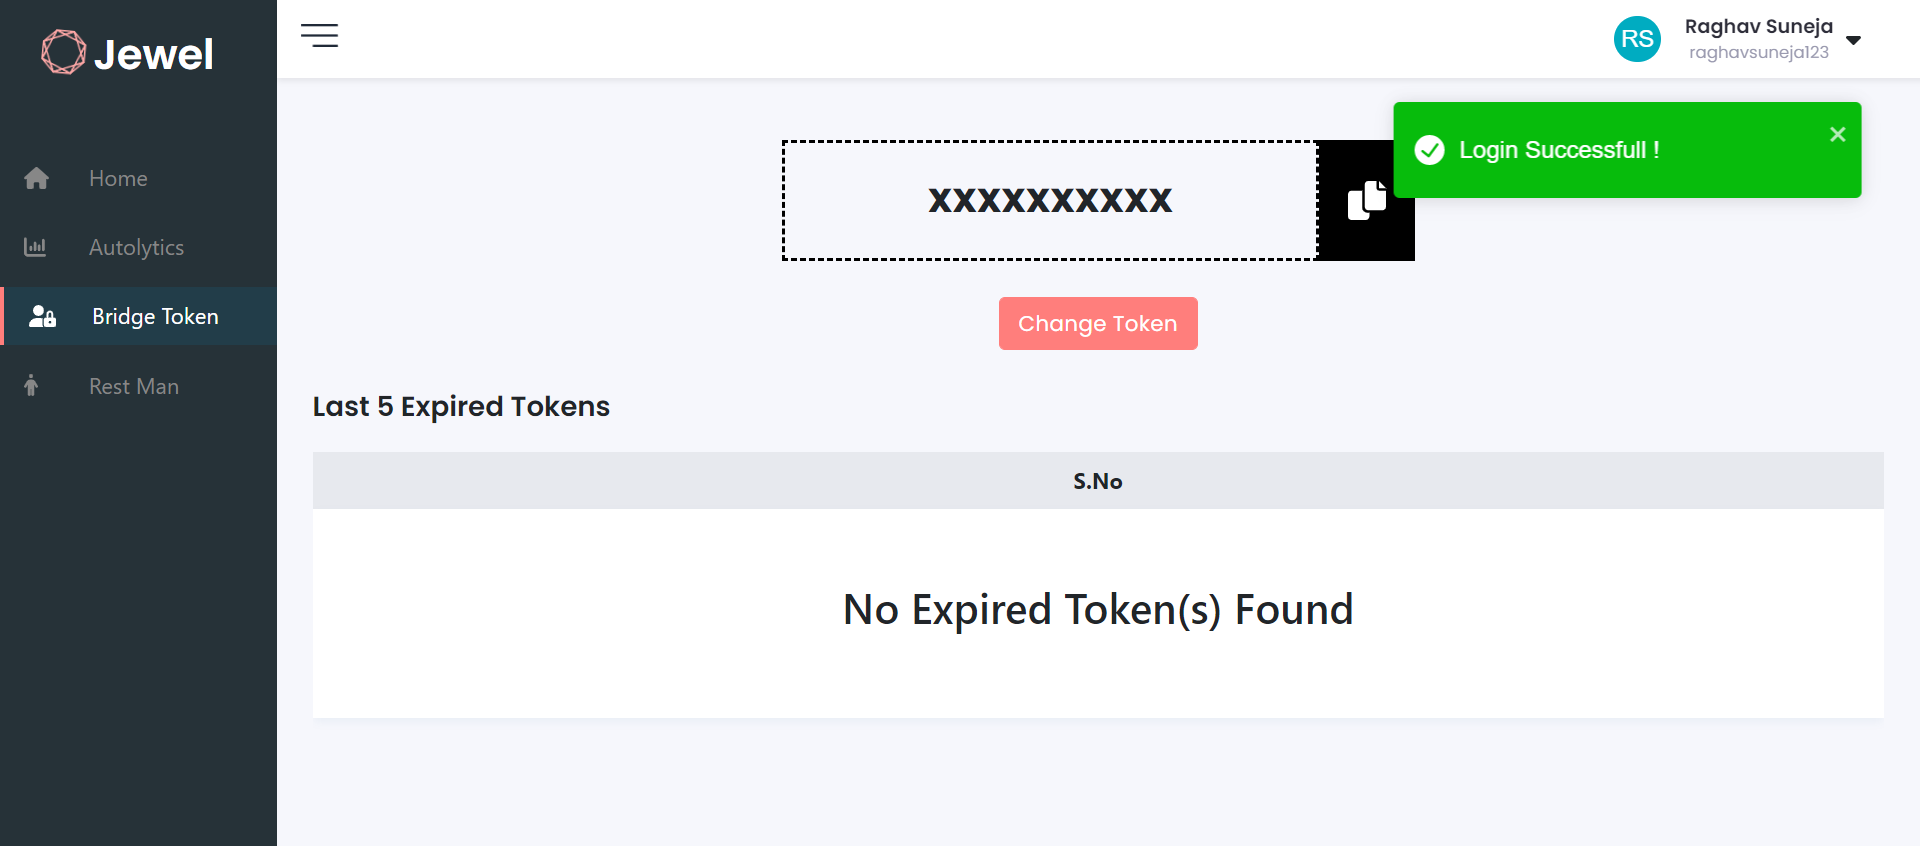 Jewel
Raghav Suneja
RS
raghavsuneja123
Login Successfull !
Home
Autolytics
Bridge Token
Rest Man
xxxxxxxxxx
Change Token
Last 5 Expired Tokens
S.No
No Expired Token(s) Found